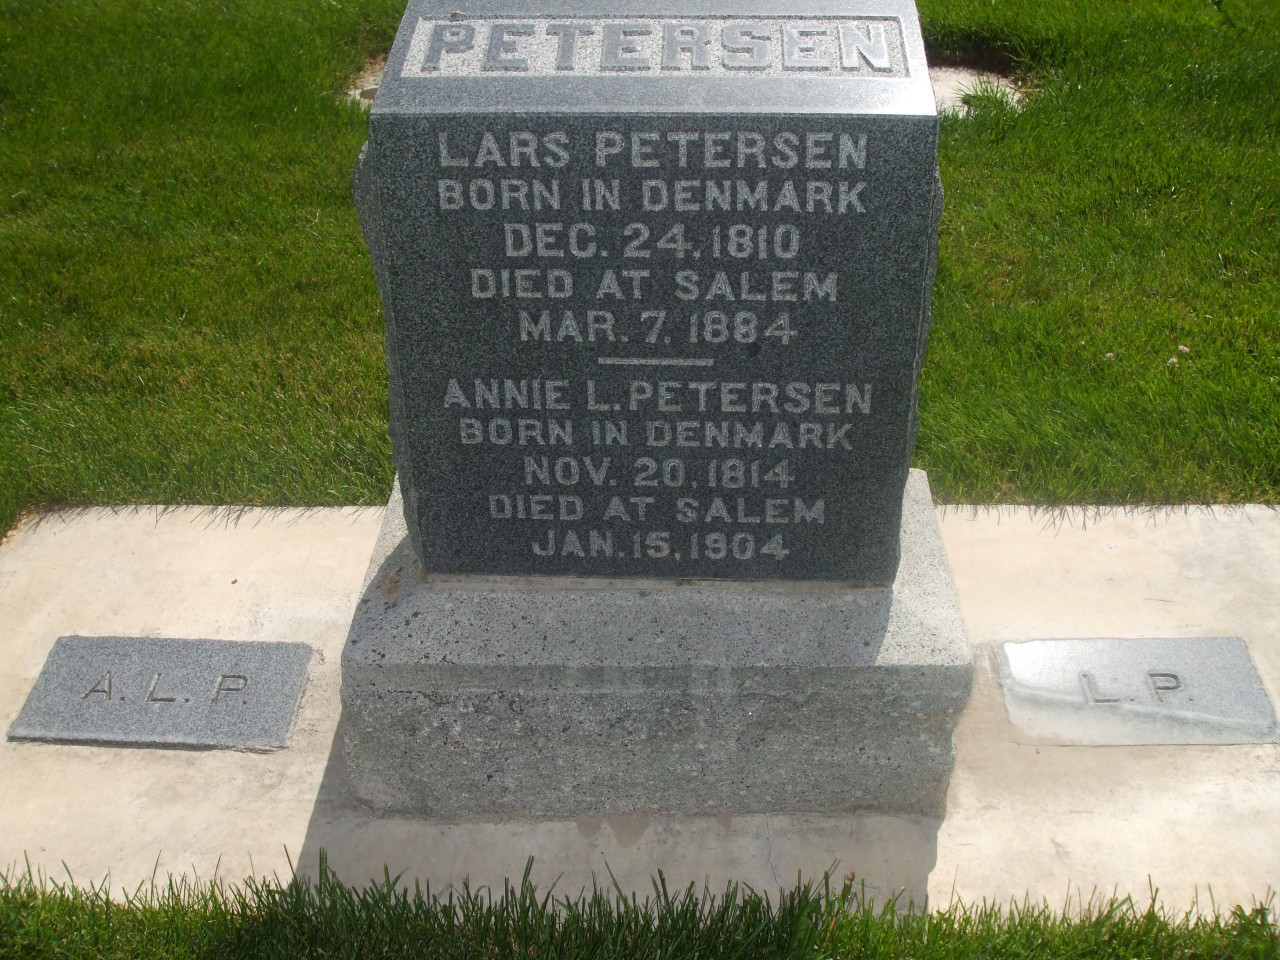 PETERSEN
LARS PETERSEN
BORN IN DENMARK
DEC. 24, 1810
DIED AT SALEM
MAR. 7, 1884
ANNIE L. PETERSEN
BORN IN DENMARK
NOV. 20, 1814
DIED AT SALEM
JAN. 15, 1904
A. L. P.
L. P.